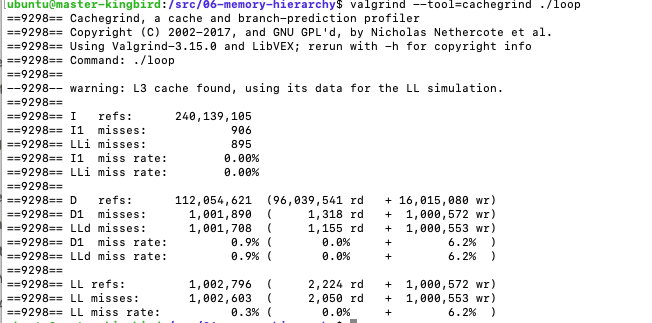 ubuntu@master-kingbird:/src/06-memory-hierarchy$ valgrind --tool=cachegrind ./loop
==9298== Cachegrind, a cache and branch-prediction profiler
==9298== Copyright (C) 2002-2017, and GNU GPL'd, by Nicholas Nethercote et al.
==9298== Using Valgrind-3.15.0 and LibVEX; rerun with -h for copyright info
==9298== Command: ./loop
==9298==
--9298-- warning: L3 cache found, using its data for the LL simulation.
==9298==
==9298== I   refs:      240,139,105
==9298== I1  misses:            906
==9298== LLi misses:            895
==9298== I1  miss rate:        0.00%
==9298== LLi miss rate:        0.00%
==9298==
==9298== D   refs:      112,054,621  (96,039,541 rd   + 16,015,080 wr)
==9298== D1  misses:      1,001,890  (     1,318 rd   +  1,000,572 wr)
==9298== LLd misses:      1,001,708  (     1,155 rd   +  1,000,553 wr)
==9298== D1  miss rate:         0.9% (       0.0%     +        6.2%  )
==9298== LLd miss rate:         0.9% (       0.0%     +        6.2%  )
==9298==
==9298== LL refs:         1,002,796  (     2,224 rd   +  1,000,572 wr)
==9298== LL misses:       1,002,603  (     2,050 rd   +  1,000,553 wr)
==9298== LL miss rate:          0.3% (       0.0%     +        6.2%  )